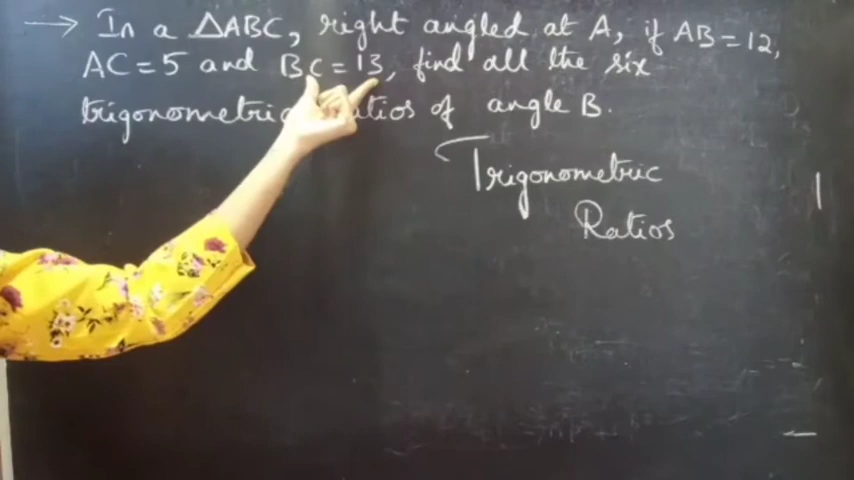 → In a △ABC, right angled at A, if AB = 12,
AC = 5 and BC = 13, find all the six
trigonometric ratios of angle B.
Trigonometric
Ratios